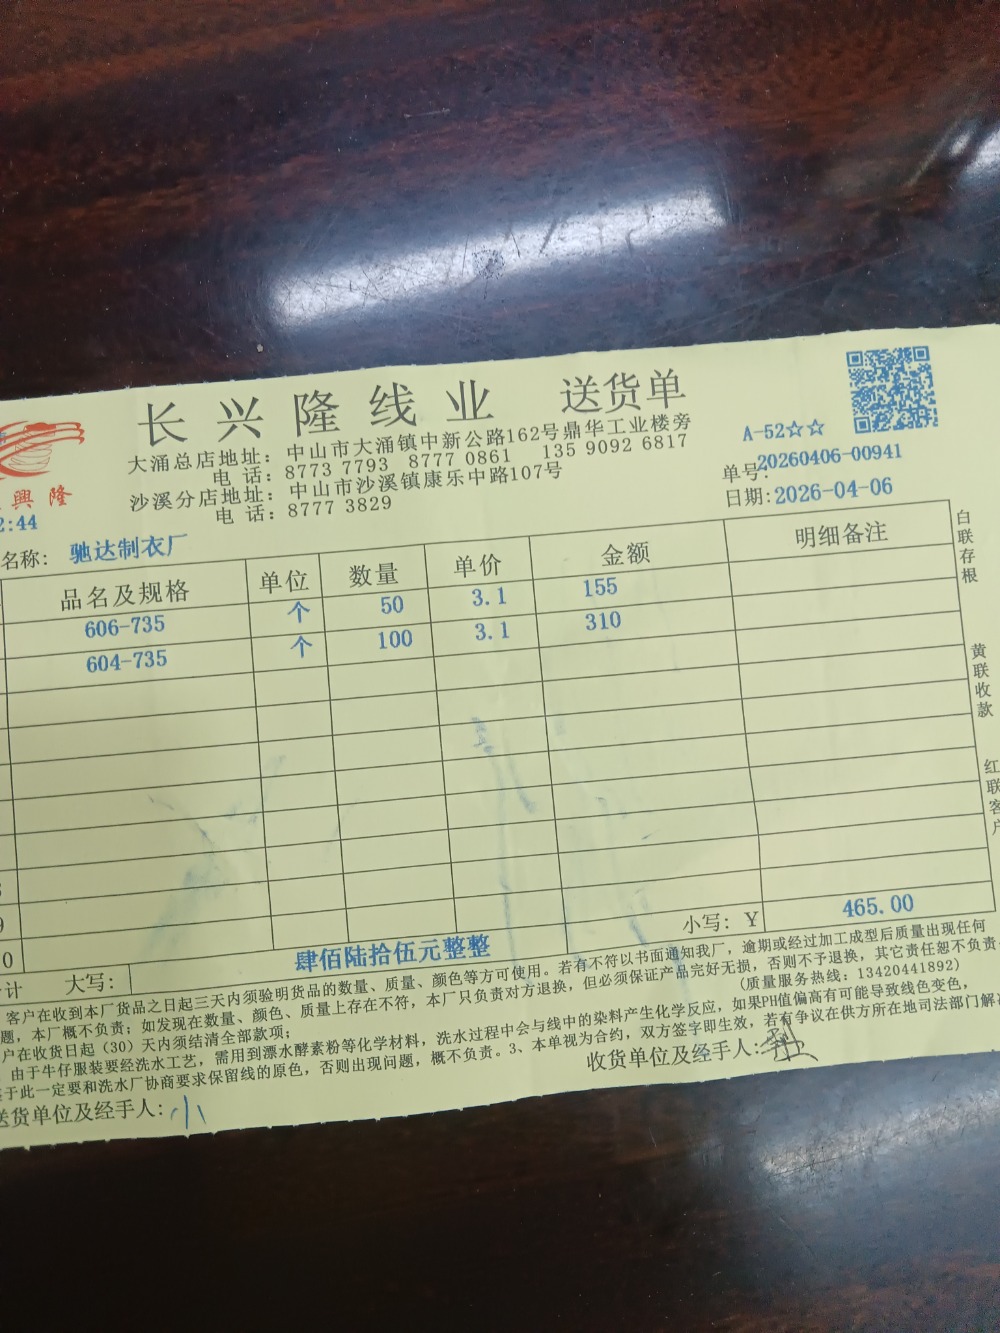 长兴隆线业 送货单
大涌总店地址：中山市大涌镇中新公路162号鼎华工业楼旁
电 话：8773 7793 8777 0861 135 9092 6817
沙溪分店地址：中山市沙溪镇康乐中路107号
电 话：8777 3829
A-52☆☆
单号:20260406-00941
日期:2026-04-06
興隆
2:44
名称: 驰达制衣厂
品名及规格 单位 数量 单价 金额 明细备注
606-735 个 50 3.1 155
604-735 个 100 3.1 310
9
0
计 大写： 肆佰陆拾伍元整整 小写：Y 465.00
客户在收到本厂货品之日起三天内须验明货品的数量、质量、颜色等方可使用。若有不符以书面通知我厂，逾期或经过加工成型后质量出现任何
题，本厂概不负责；如发现在数量、颜色、质量上存在不符，本厂只负责对方退换，但必须保证产品完好无损，否则不予退换，其它责任恕不负责。
户在收货日起（30）天内须结清全部款项； （质量服务热线：13420441892）
由于牛仔服装要经洗水工艺，需用到漂水酵素粉等化学材料，洗水过程中会与线中的染料产生化学反应，如果PH值偏高有可能导致线色变色，
于此一定要和洗水厂协商要求保留线的原色，否则出现问题，概不负责。3、本单视为合约，双方签字即生效，若有争议在供方所在地司法部门解决
送货单位及经手人： 小
收货单位及经手人:
白联存根
黄联收款
红联客户